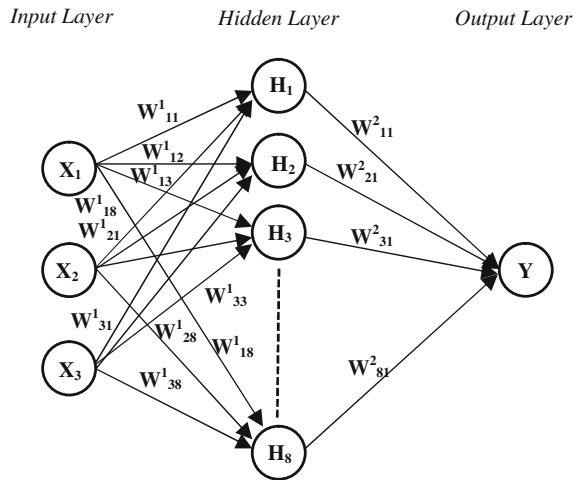 Input Layer Hidden Layer Output Layer
H₁
W¹₁₁
W²₁₁
W¹₁₂
X₁
H₂
W²₂₁
W¹₁₃
W¹₁₈
W¹₂₁
H₃
W²₃₁
X₂
Y
W¹₃₃
W¹₃₁
W¹₂₈
W¹₁₈
X₃
W¹₃₈
W²₈₁
H₈